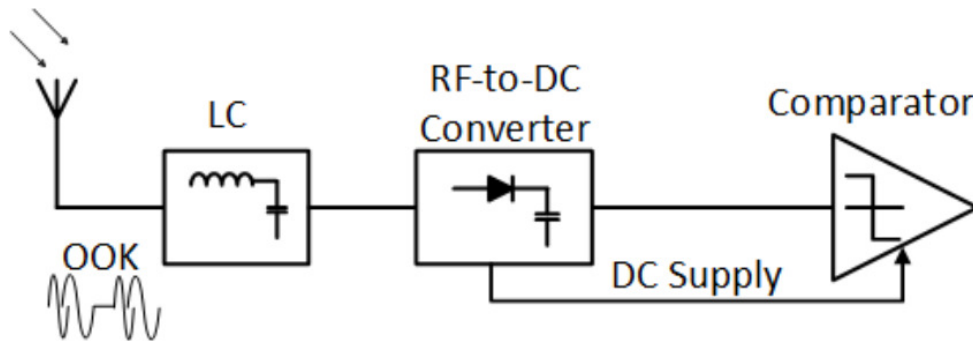 LC
RF-to-DC
Converter
Comparator
OOK
DC Supply